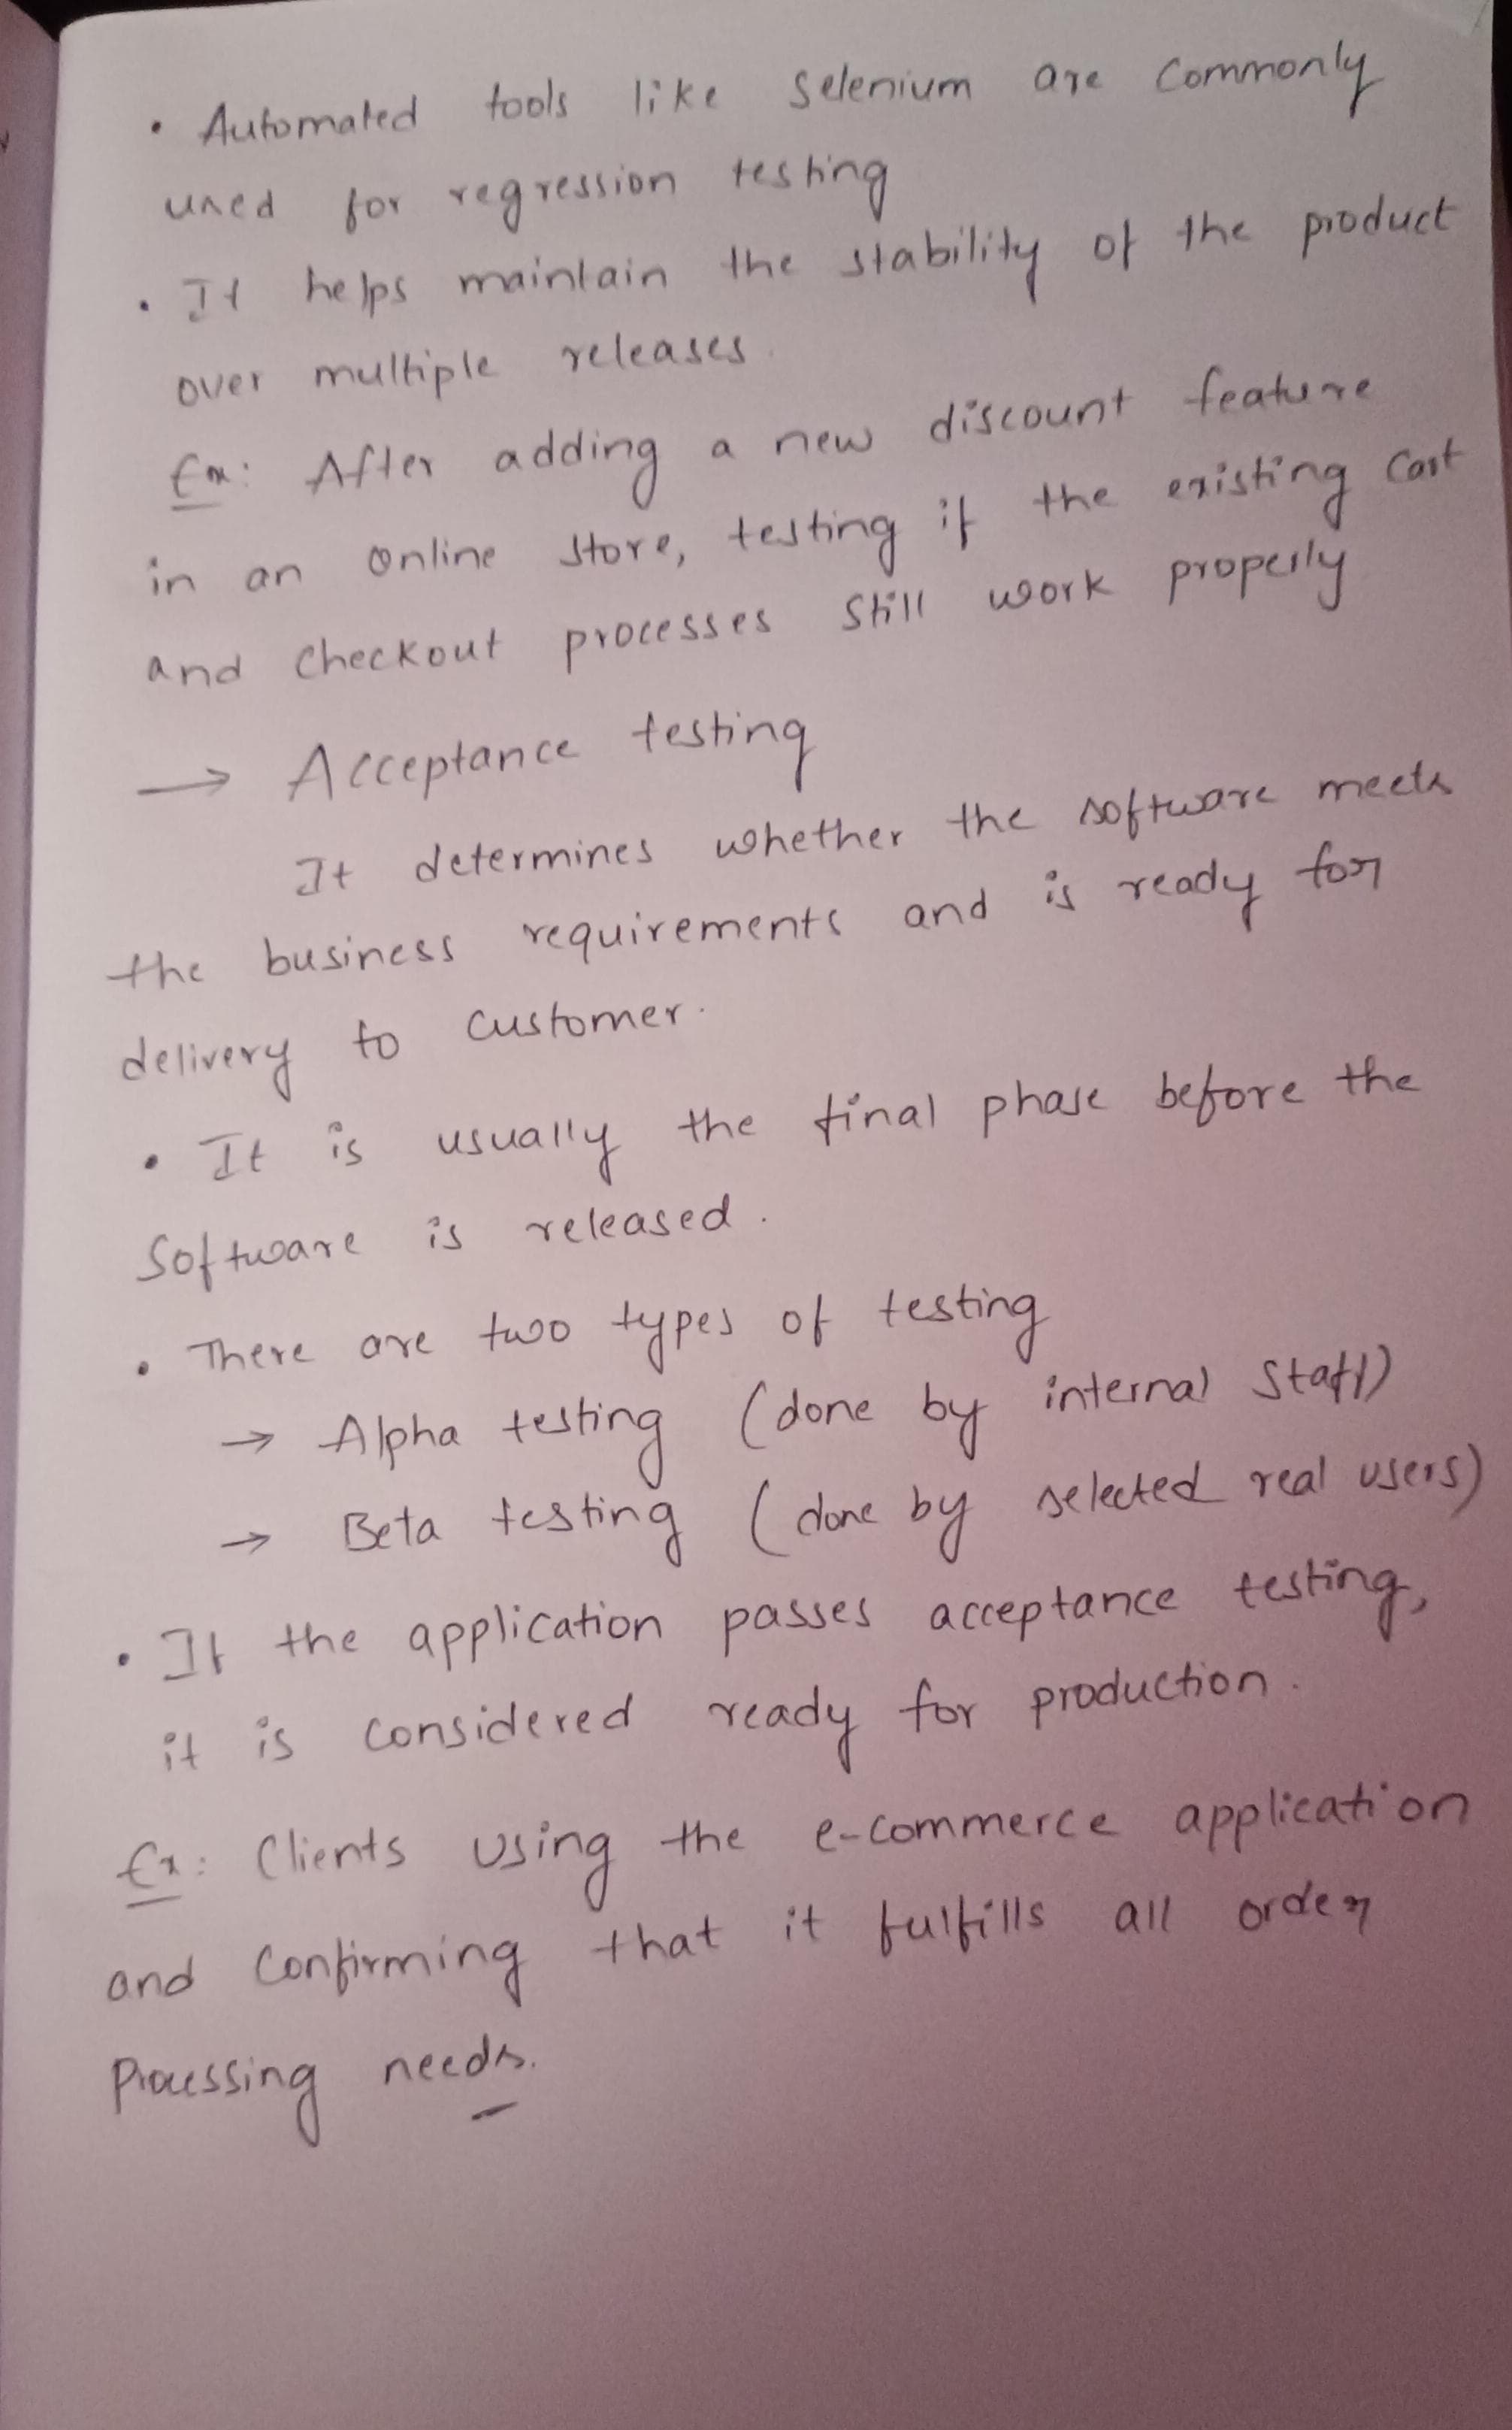 • Automated tools like Selenium are commonly
used for regression testing
• It helps maintain the stability of the product
over multiple releases.
Ex: After adding a new discount feature
in an online store, testing if the existing cart
and checkout processes still work properly
→ Acceptance testing
It determines whether the software meets
the business requirements and is ready for
delivery to customer.
• It is usually the final phase before the
software is released.
• There are two types of testing
→ Alpha testing (done by internal staff)
→ Beta testing (done by selected real users)
• If the application passes acceptance testing,
it is considered ready for production.
Ex: Clients using the e-commerce application
and confirming that it fulfills all order
processing needs.